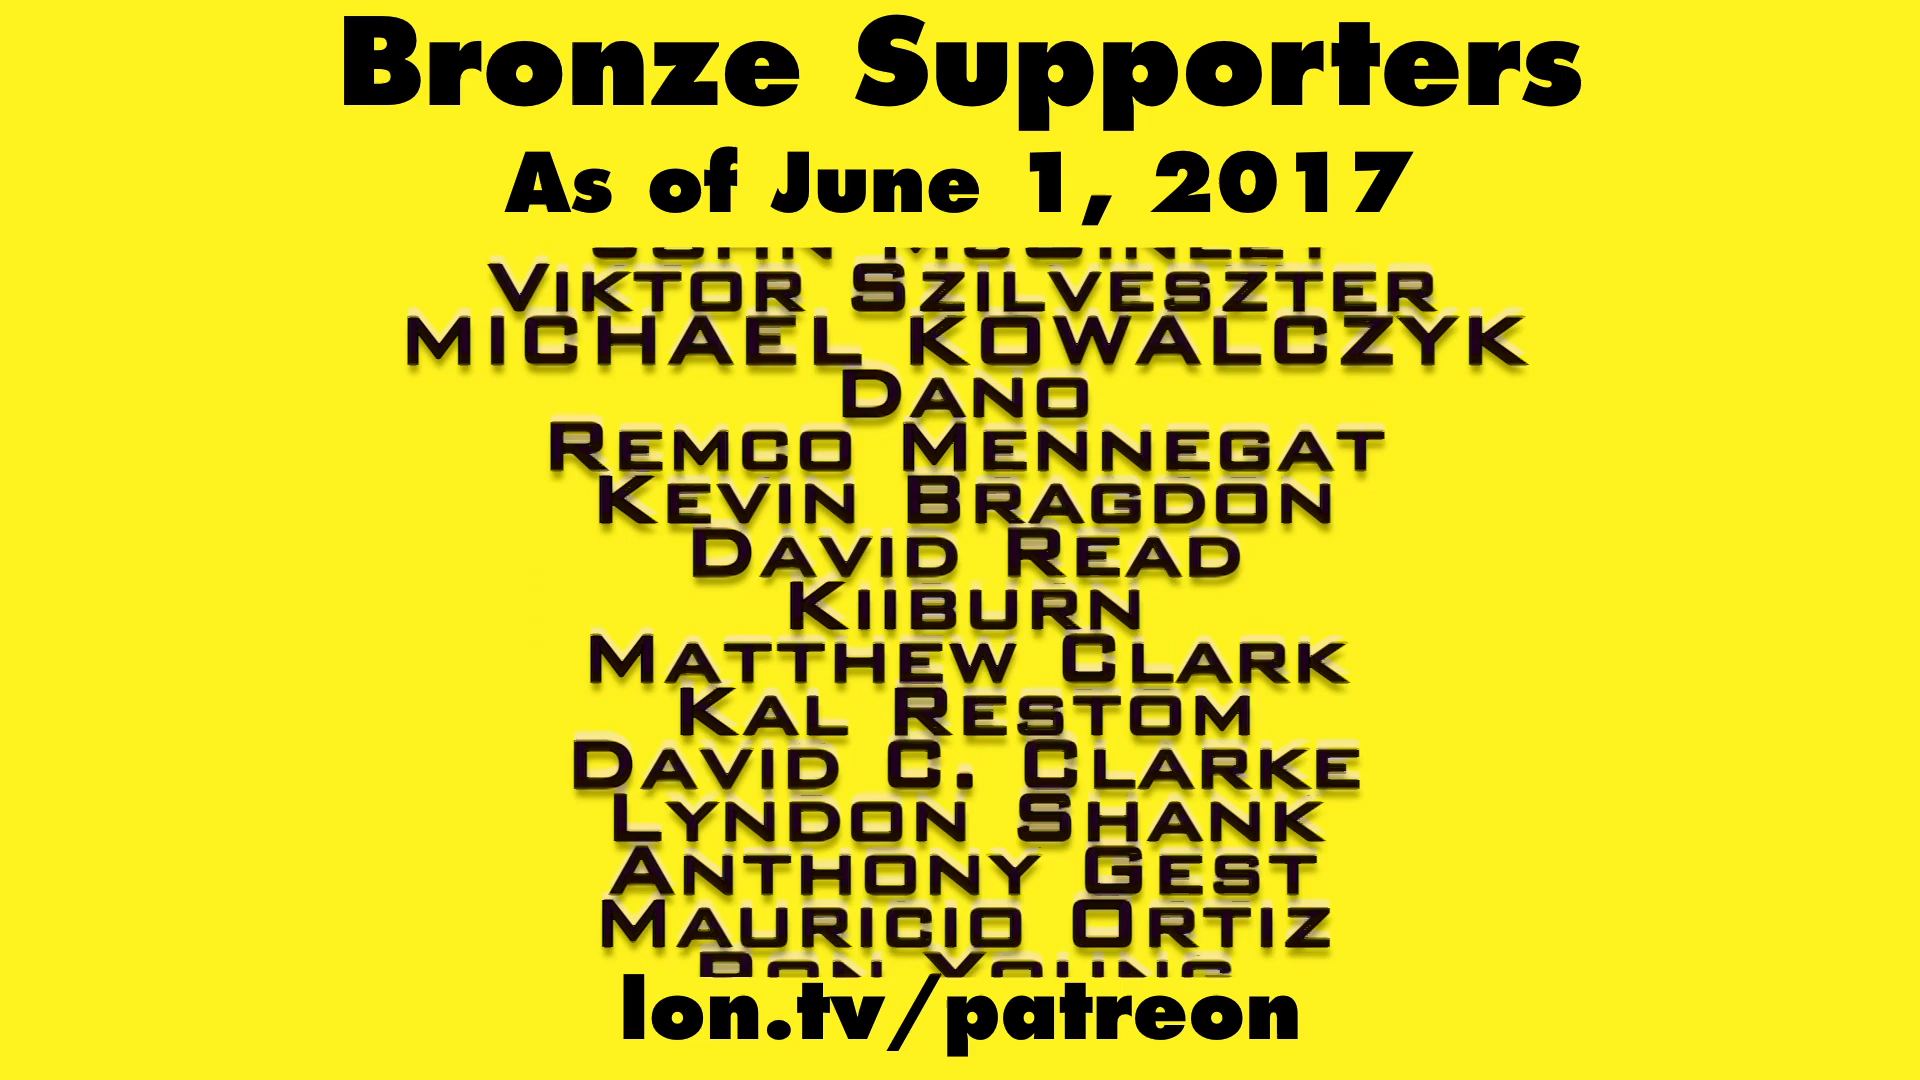 Bronze Supporters
As of June 1, 2017
Viktor Szilveszter
MICHAEL KOWALCZYK
Dano
Remco Mennegat
Kevin Bragdon
David Read
Kiiburn
Matthew Clark
Kal Restom
David C. Clarke
Lyndon Shank
Anthony Gest
Mauricio Ortiz
Young
lon.tv/patreon